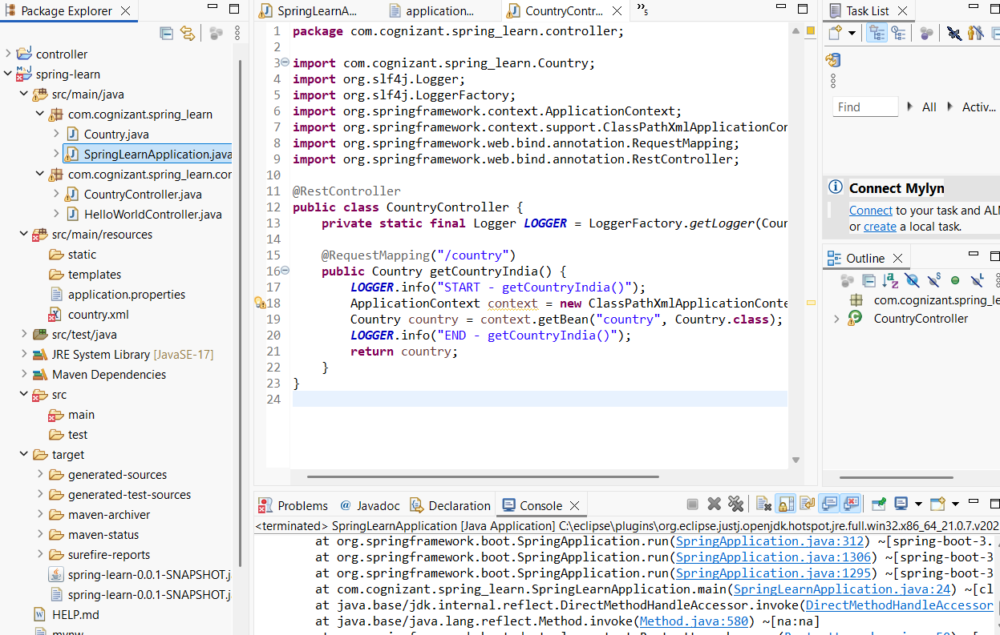 Package Explorer
controller
spring-learn
src/main/java
com.cognizant.spring_learn
Country.java
SpringLearnApplication.java
com.cognizant.spring_learn.cor
CountryController.java
HelloWorldController.java
src/main/resources
static
templates
application.properties
country.xml
src/test/java
JRE System Library [JavaSE-17]
Maven Dependencies
src
main
test
target
generated-sources
generated-test-sources
maven-archiver
maven-status
surefire-reports
spring-learn-0.0.1-SNAPSHOT.j
spring-learn-0.0.1-SNAPSHOT.j
HELP.md
SpringLearnA... application... CountryContr... 5
1 package com.cognizant.spring_learn.controller;
2
3 import com.cognizant.spring_learn.Country;
4 import org.slf4j.Logger;
5 import org.slf4j.LoggerFactory;
6 import org.springframework.context.ApplicationContext;
7 import org.springframework.context.support.ClassPathXmlApplicationCon
8 import org.springframework.web.bind.annotation.RequestMapping;
9 import org.springframework.web.bind.annotation.RestController;
10
11 @RestController
12 public class CountryController {
13 private static final Logger LOGGER = LoggerFactory.getLogger(Coun
14
15 @RequestMapping("/country")
16 public Country getCountryIndia() {
17 LOGGER.info("START - getCountryIndia()");
18 ApplicationContext context = new ClassPathXmlApplicationConte
19 Country country = context.getBean("country", Country.class);
20 LOGGER.info("END - getCountryIndia()");
21 return country;
22 }
23 }
24
Task List
Find All Activ...
Connect Mylyn
Connect to your task and ALM
or create a local task.
Outline
com.cognizant.spring_le
CountryController
Problems Javadoc Declaration Console
<terminated> SpringLearnApplication [Java Application] C:\eclipse\plugins\org.eclipse.justj.openjdk.hotspot.jre.full.win32.x86_64_21.0.7.v202
at org.springframework.boot.SpringApplication.run(SpringApplication.java:312) ~[spring-boot-3.
at org.springframework.boot.SpringApplication.run(SpringApplication.java:1306) ~[spring-boot-3
at org.springframework.boot.SpringApplication.run(SpringApplication.java:1295) ~[spring-boot-3
at com.cognizant.spring_learn.SpringLearnApplication.main(SpringLearnApplication.java:24) ~[cl
at java.base/jdk.internal.reflect.DirectMethodHandleAccessor.invoke(DirectMethodHandleAccessor
at java.base/java.lang.reflect.Method.invoke(Method.java:580) ~[na:na]